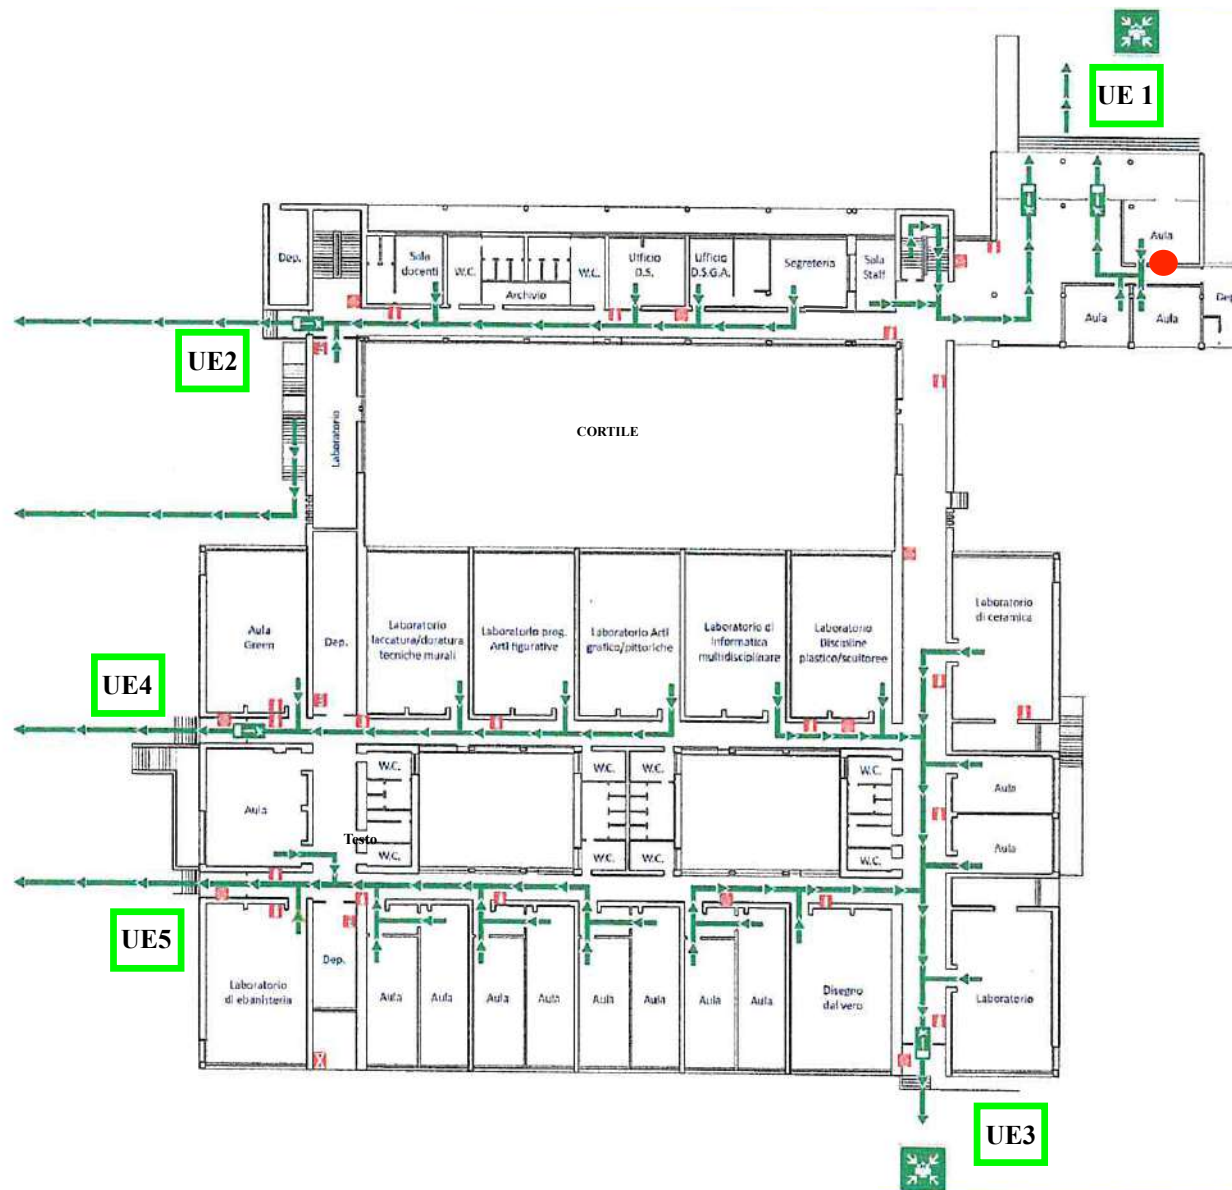 UE 1
Aula
Dep.
Sala
docenti
W.C.
Archivio
W.C.
Ufficio
D.S.
Ufficio
D.S.G.A.
Segreteria
Sala
Staff
Aula
Aula
Dep
UE2
Laboratorio
CORTILE
Aula
Green
Dep.
Laboratorio
laccatura/doratura
tecniche murali
Laboratorio prog.
Arti figurative
Laboratorio Arti
grafico/pittoriche
Laboratorio di
informatica
multidisciplinare
Laboratorio
Discipline
plastico/scultoree
Laboratorio
di ceramica
UE4
W.C.
W.C.
W.C.
W.C.
Aula
Aula
Testo
Aula
W.C.
W.C.
W.C.
W.C.
UE5
Laboratorio
di ebanisteria
Dep.
Aula
Aula
Aula
Aula
Aula
Aula
Aula
Aula
Disegno
dal vero
Laboratorio
UE3